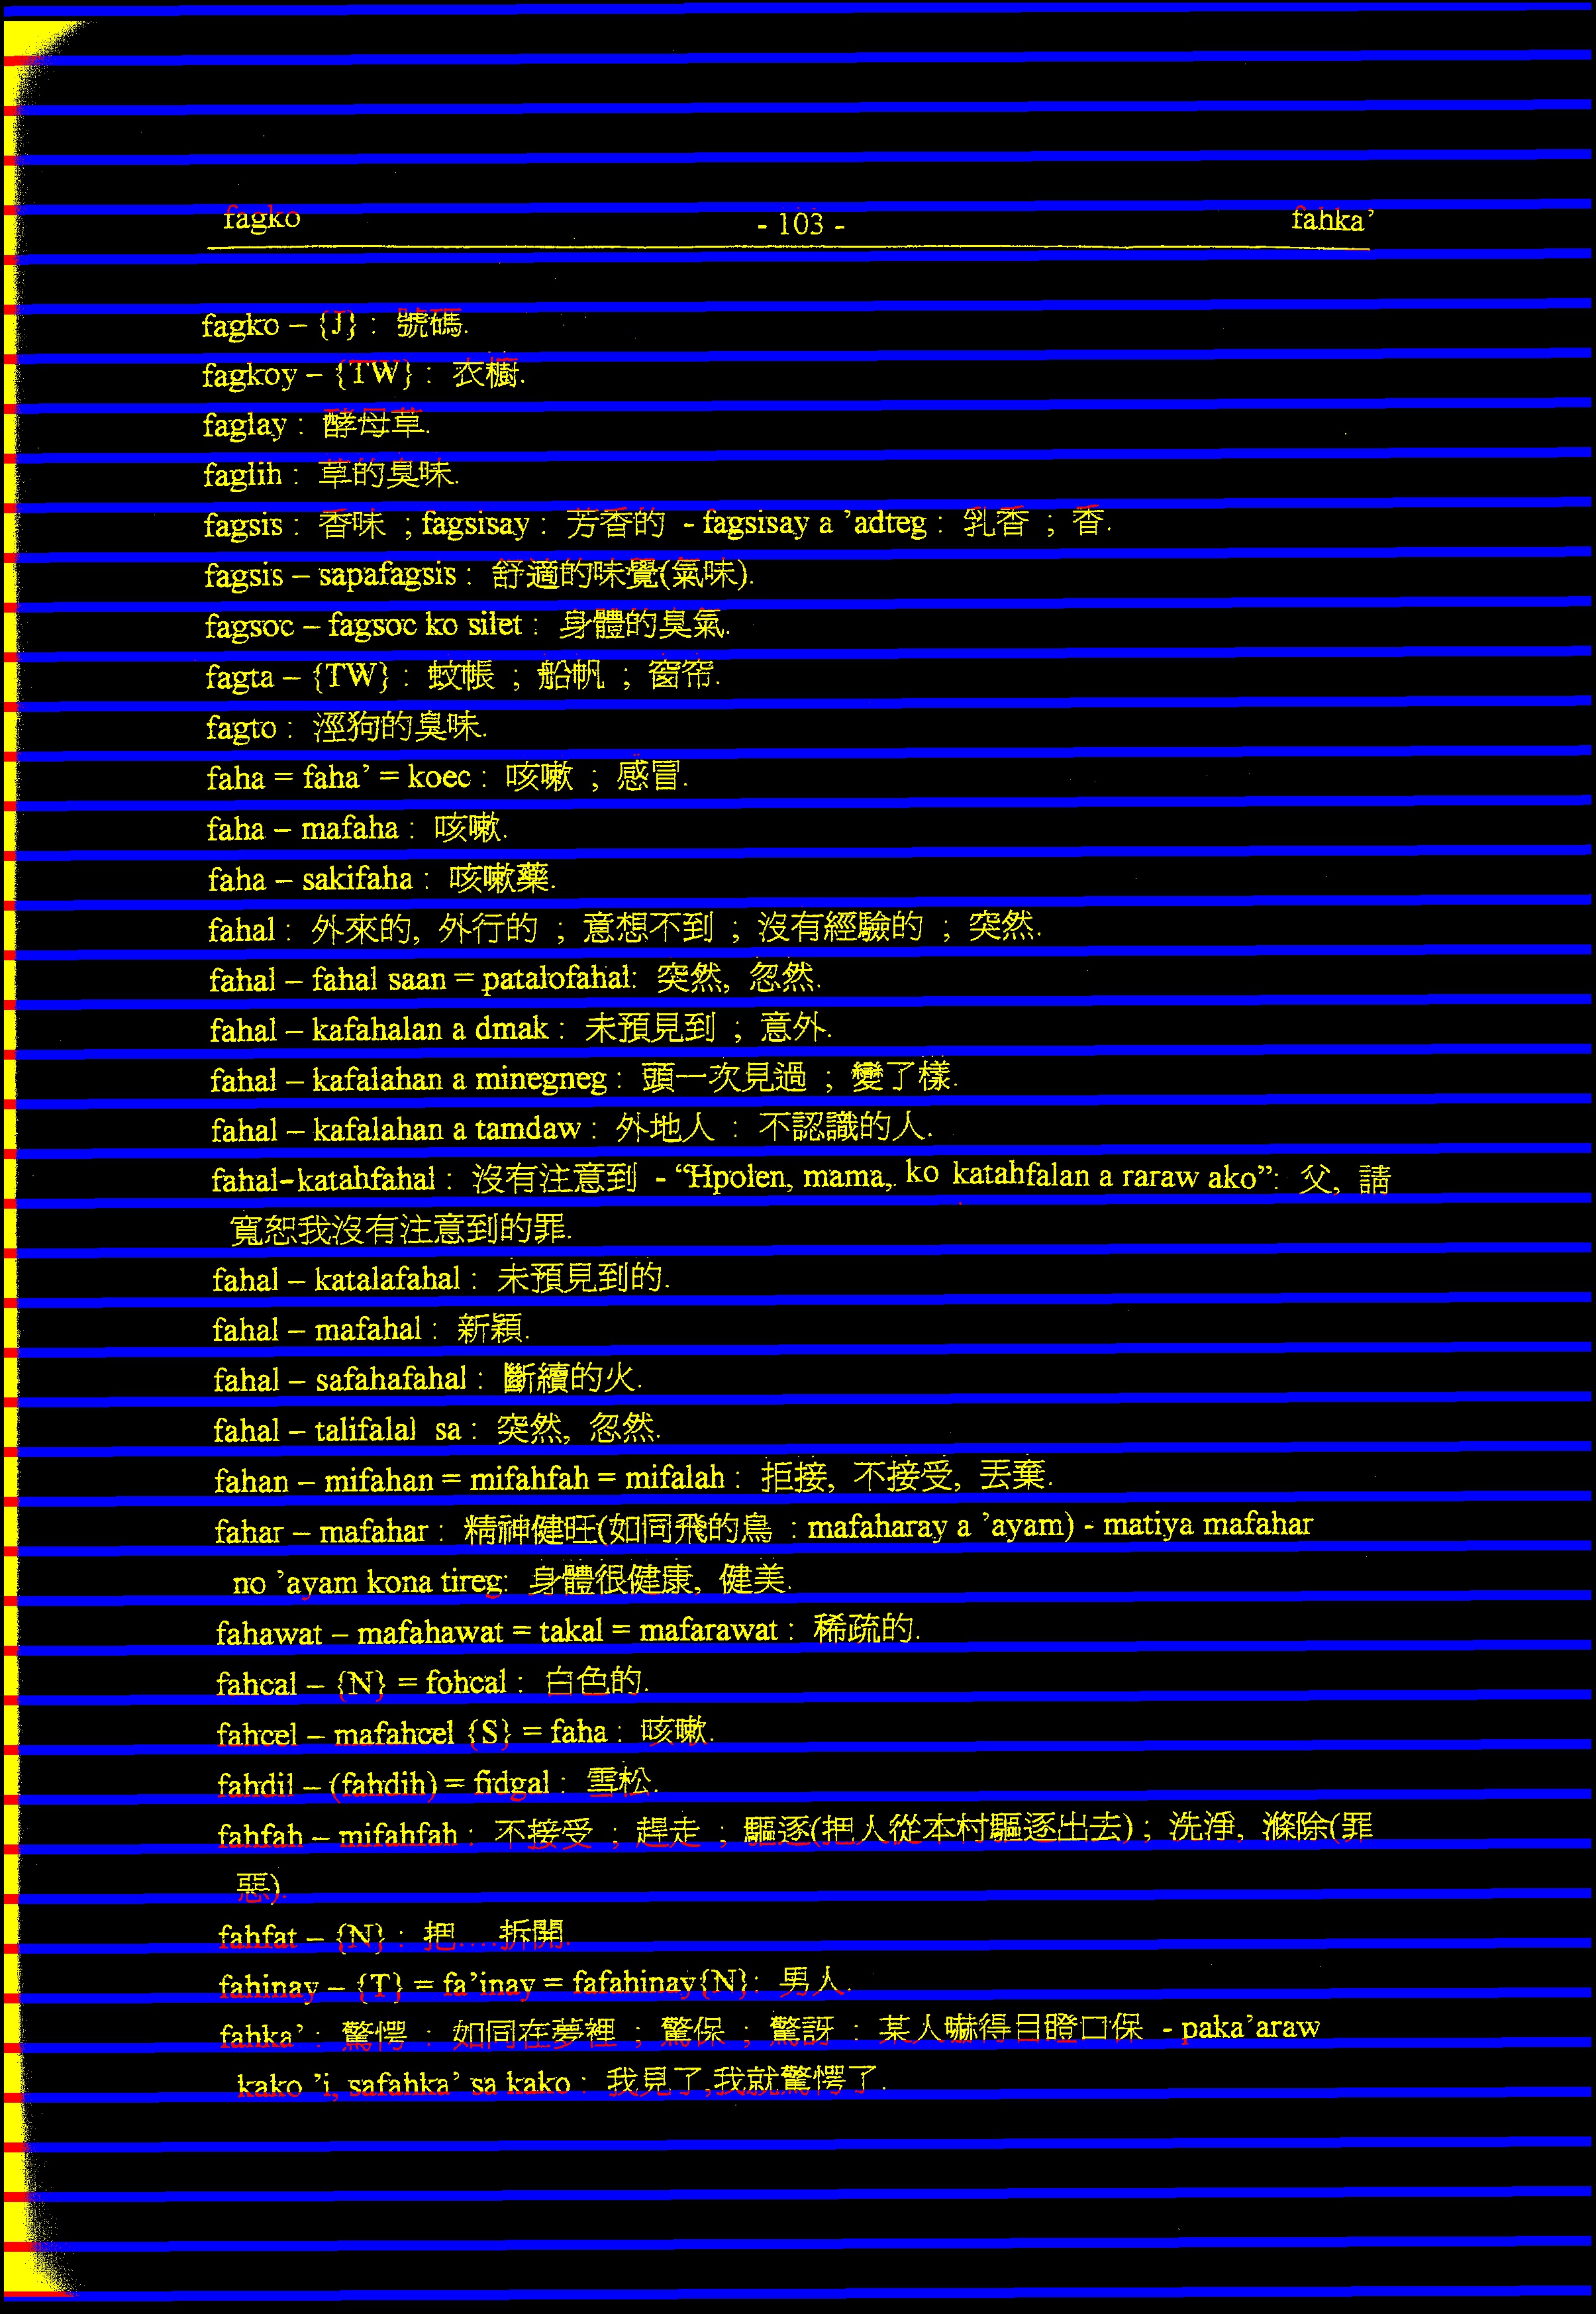 fagko - 103 - fahka’
fagko – {J} : 號碼.
fagkoy – {TW} : 衣櫥.
faglay : 酵母草.
faglih : 草的臭味.
fagsis : 香味 ; fagsisay : 芳香的 - fagsisay a ’adteg : 乳香 ; 香.
fagsis – sapafagsis : 舒適的味覺(氣味).
fagsoc – fagsoc ko silet : 身體的臭氣.
fagta – {TW} : 蚊帳 ; 船帆 ; 窗帘.
fagto : 溼狗的臭味.
faha = faha’ = koec : 咳嗽 ; 感冒.
faha – mafaha : 咳嗽.
faha – sakifaha : 咳嗽藥.
fahal : 外來的, 外行的 ; 意想不到 ; 沒有經驗的 ; 突然.
fahal – fahal saan = patalofahal: 突然, 忽然.
fahal – kafahalan a dmak : 未預見到 ; 意外.
fahal – kafalahan a minegneg : 頭一次見過 ; 變了樣.
fahal – kafalahan a tamdaw : 外地人 : 不認識的人.
fahal-katahfahal : 沒有注意到 - “Hpolen, mama,. ko katahfalan a raraw ako”: 父, 請
寬恕我沒有注意到的罪.
fahal – katalafahal : 未預見到的.
fahal – mafahal : 新穎.
fahal – safahafahal : 斷續的火.
fahal – talifalal sa : 突然, 忽然.
fahan – mifahan = mifahfah = mifalah : 拒接, 不接受, 丟棄.
fahar – mafahar : 精神健旺(如同飛的鳥 : mafaharay a ’ayam) - matiya mafahar
no ’ayam kona tireg: 身體很健康, 健美.
fahawat – mafahawat = takal = mafarawat : 稀疏的.
fahcal – {N} = fohcal : 白色的.
fahcel – mafahcel {S} = faha : 咳嗽.
fahdil – (fahdih) = fidgal : 雪松.
fahfah – mifahfah : 不接受 ; 趕走 ; 驅逐(把人從本村驅逐出去) ; 洗淨, 滌除(罪
惡).
fahfat – {N} : 把....拆開.
fahinay – {T} = fa’inay = fafahinay{N}: 男人.
fahka’ : 驚愕 : 如同在夢裡 ; 驚保 ; 驚訝 : 某人嚇得目瞪口保 - paka’araw
kako ’i, safahka’ sa kako : 我見了,我就驚愕了.